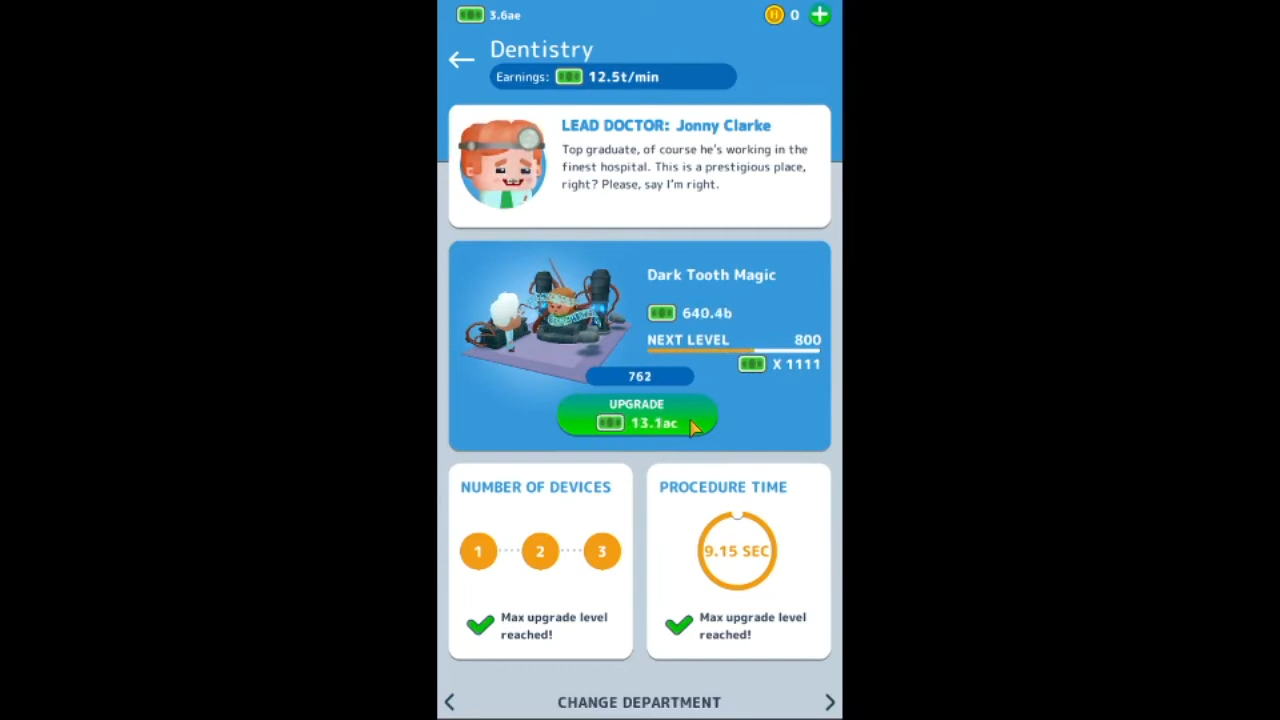 3.6ae
0
Dentistry
Earnings: 12.5t/min
LEAD DOCTOR: Jonny Clarke
Top graduate, of course he's working in the
finest hospital. This is a prestigious place,
right? Please, say I'm right.
Dark Tooth Magic
640.4b
NEXT LEVEL 800
X 1111
762
UPGRADE
13.1ac
NUMBER OF DEVICES
1 2 3
Max upgrade level
reached!
PROCEDURE TIME
9.15 SEC
Max upgrade level
reached!
CHANGE DEPARTMENT